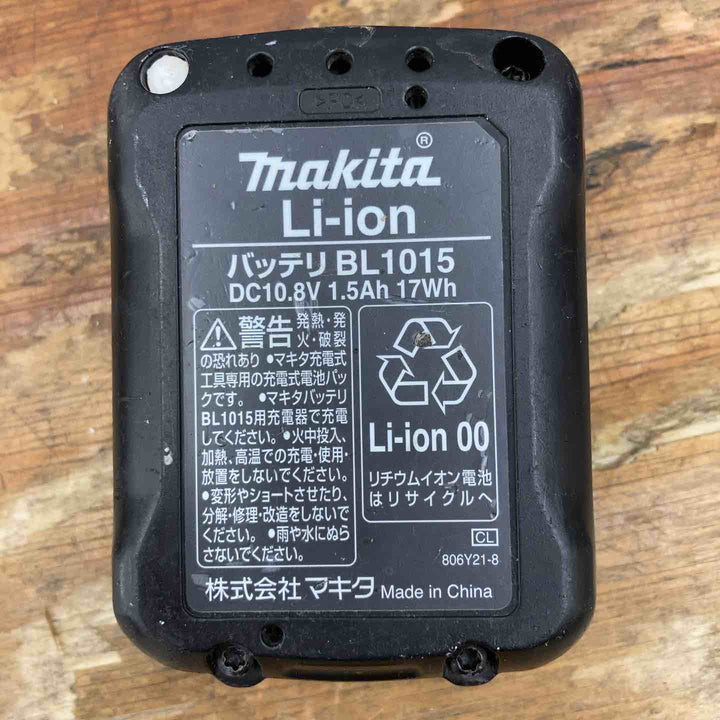 >PC<
makita®
Li-ion
バッテリ BL1015
DC10.8V 1.5Ah 17Wh
⚠警告 発熱・発
火・破裂
の恐れあり ●マキタ充電式
工具専用の充電式電池パッ
クです。 ●マキタバッテリ
BL1015用充電器で充電
してください。●火中投入、
加熱、高温での充電・使用・
放置をしないでください。
●変形やショートさせたり、
分解・修理・改造をしないで
ください。 ●雨や水にぬら
さないでください。
Li-ion 00
リチウムイオン電池
はリサイクルへ
CL
806Y21-8
株式会社 マキタ Made in China